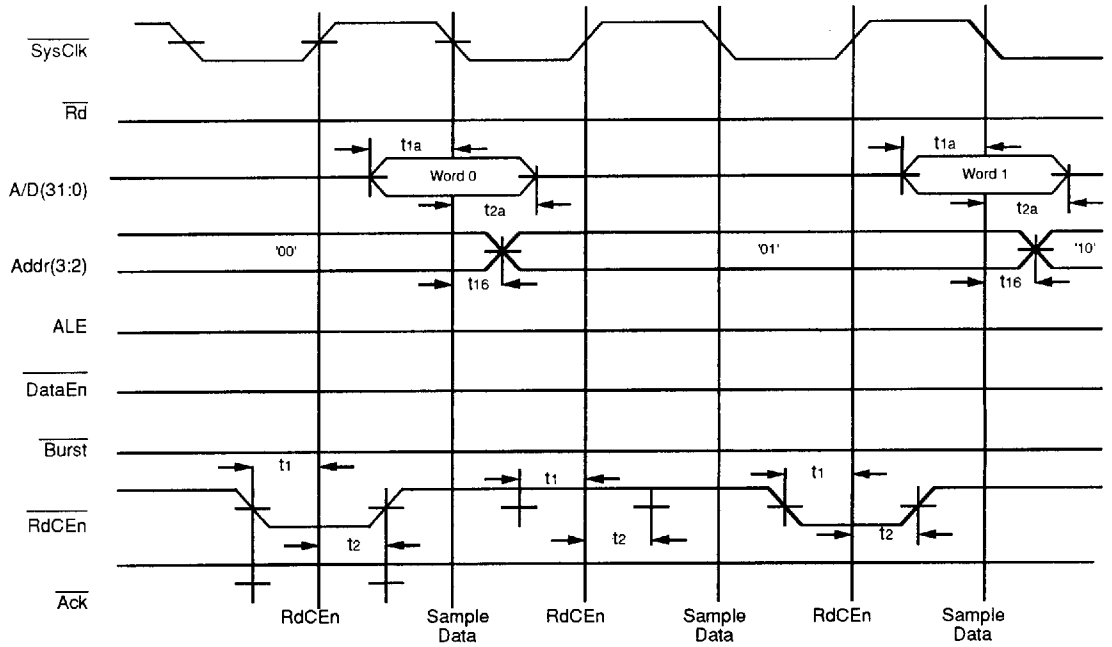 SysClk
Rd
t1a
t1a
A/D(31:0)
Word 0
Word 1
t2a
t2a
Addr(3:2)
'00'
'01'
'10'
t16
t16
ALE
DataEn
Burst
t1
t1
t1
RdCEn
t2
t2
t2
Ack
RdCEn
Sample
Data
RdCEn
Sample
Data
RdCEn
Sample
Data